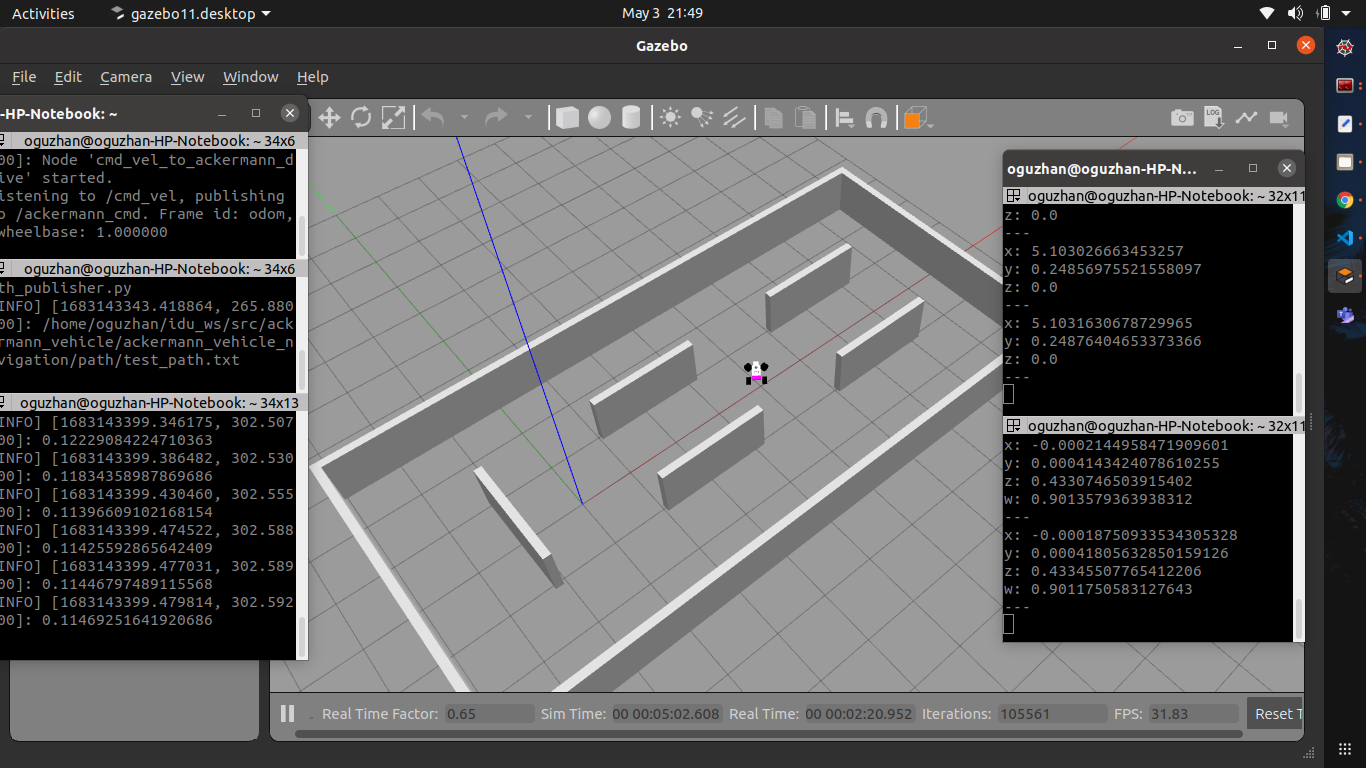 Activities
gazebo11.desktop
May 3 21:49
Gazebo
File Edit Camera View Window Help
-HP-Notebook: ~
oguzhan@oguzhan-HP-Notebook: ~ 34x6
00]: Node 'cmd_vel_to_ackermann_d
ive' started.
istening to /cmd_vel, publishing
o /ackermann_cmd. Frame id: odom,
wheelbase: 1.000000
oguzhan@oguzhan-HP-Notebook: ~ 34x6
th_publisher.py
INFO] [1683143343.418864, 265.880
00]: /home/oguzhan/idu_ws/src/ack
rmann_vehicle/ackermann_vehicle_n
vigation/path/test_path.txt
oguzhan@oguzhan-HP-Notebook: ~ 34x13
INFO] [1683143399.346175, 302.507
00]: 0.12229084224710363
INFO] [1683143399.386482, 302.530
00]: 0.11834358987869686
INFO] [1683143399.430460, 302.555
00]: 0.11396609102168154
INFO] [1683143399.474522, 302.588
00]: 0.11425592865642409
INFO] [1683143399.477031, 302.589
00]: 0.11446797489115568
INFO] [1683143399.479814, 302.592
00]: 0.11469251641920686
LOG
oguzhan@oguzhan-HP-N...
oguzhan@oguzhan-HP-Notebook: ~ 32x11
z: 0.0
---
x: 5.103026663453257
y: 0.24856975521558097
z: 0.0
---
x: 5.1031630678729965
y: 0.24876404653373366
z: 0.0
---
oguzhan@oguzhan-HP-Notebook: ~ 32x11
x: -0.0002144958471909601
y: 0.0004143424078610255
z: 0.4330746503915402
w: 0.9013579363938312
---
x: -0.00018750933534305328
y: 0.00041805632850159126
z: 0.43345507765412206
w: 0.9011750583127643
---
Real Time Factor: 0.65 Sim Time: 00 00:05:02.608 Real Time: 00 00:02:20.952 Iterations: 105561 FPS: 31.83 Reset T